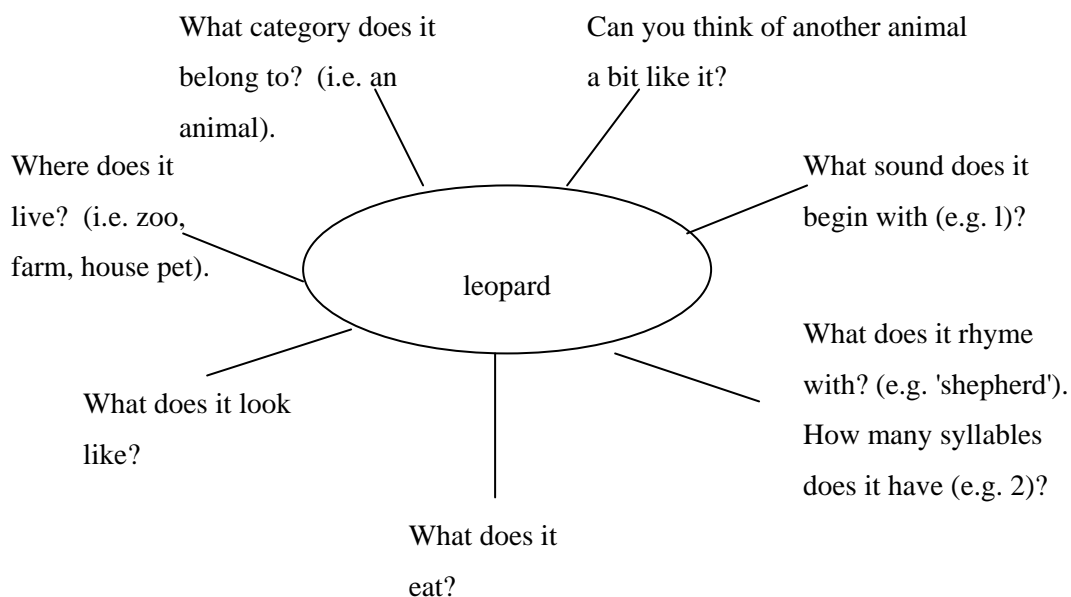 What category does it
belong to?  (i.e. an
animal).
Can you think of another animal
a bit like it?
Where does it
live?  (i.e. zoo,
farm, house pet).
What sound does it
begin with (e.g. l)?
leopard
What does it rhyme
with? (e.g. 'shepherd').
How many syllables
does it have (e.g. 2)?
What does it look
like?
What does it
eat?